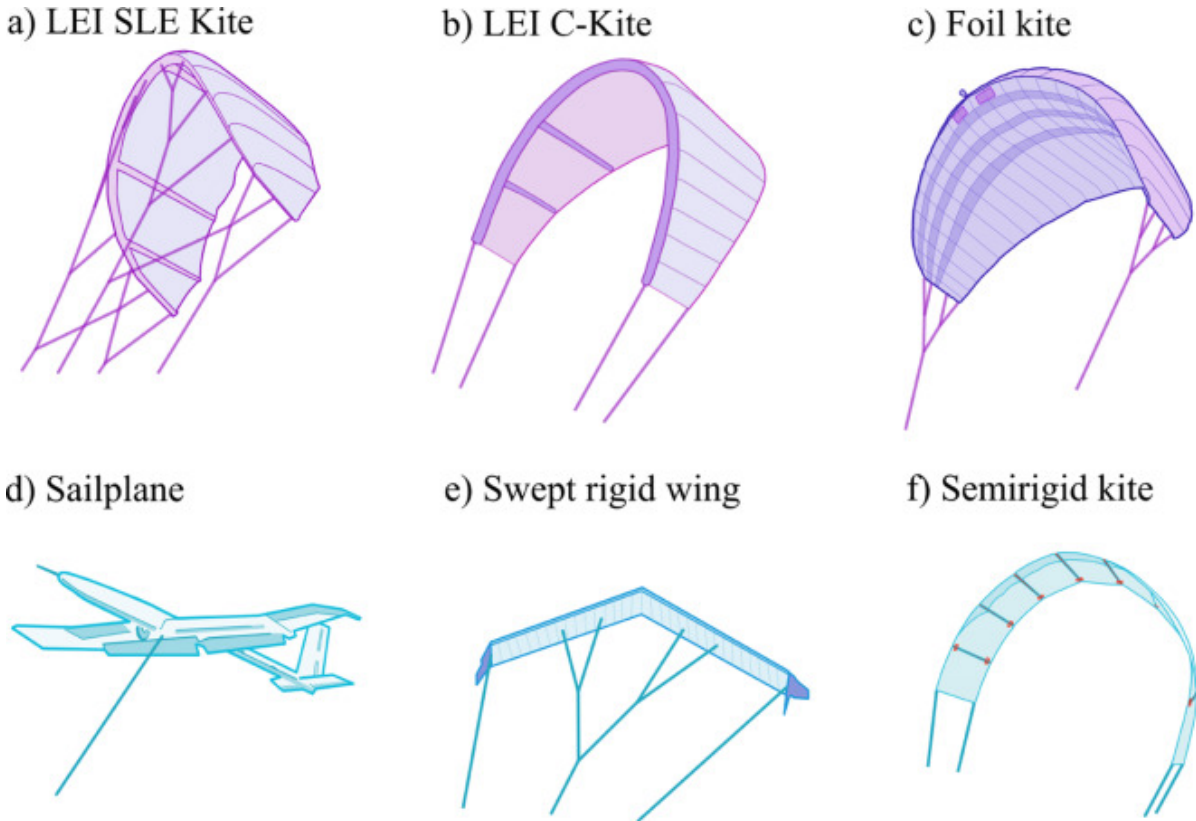 a) LEI SLE Kite
b) LEI C-Kite
c) Foil kite
d) Sailplane
e) Swept rigid wing
f) Semirigid kite